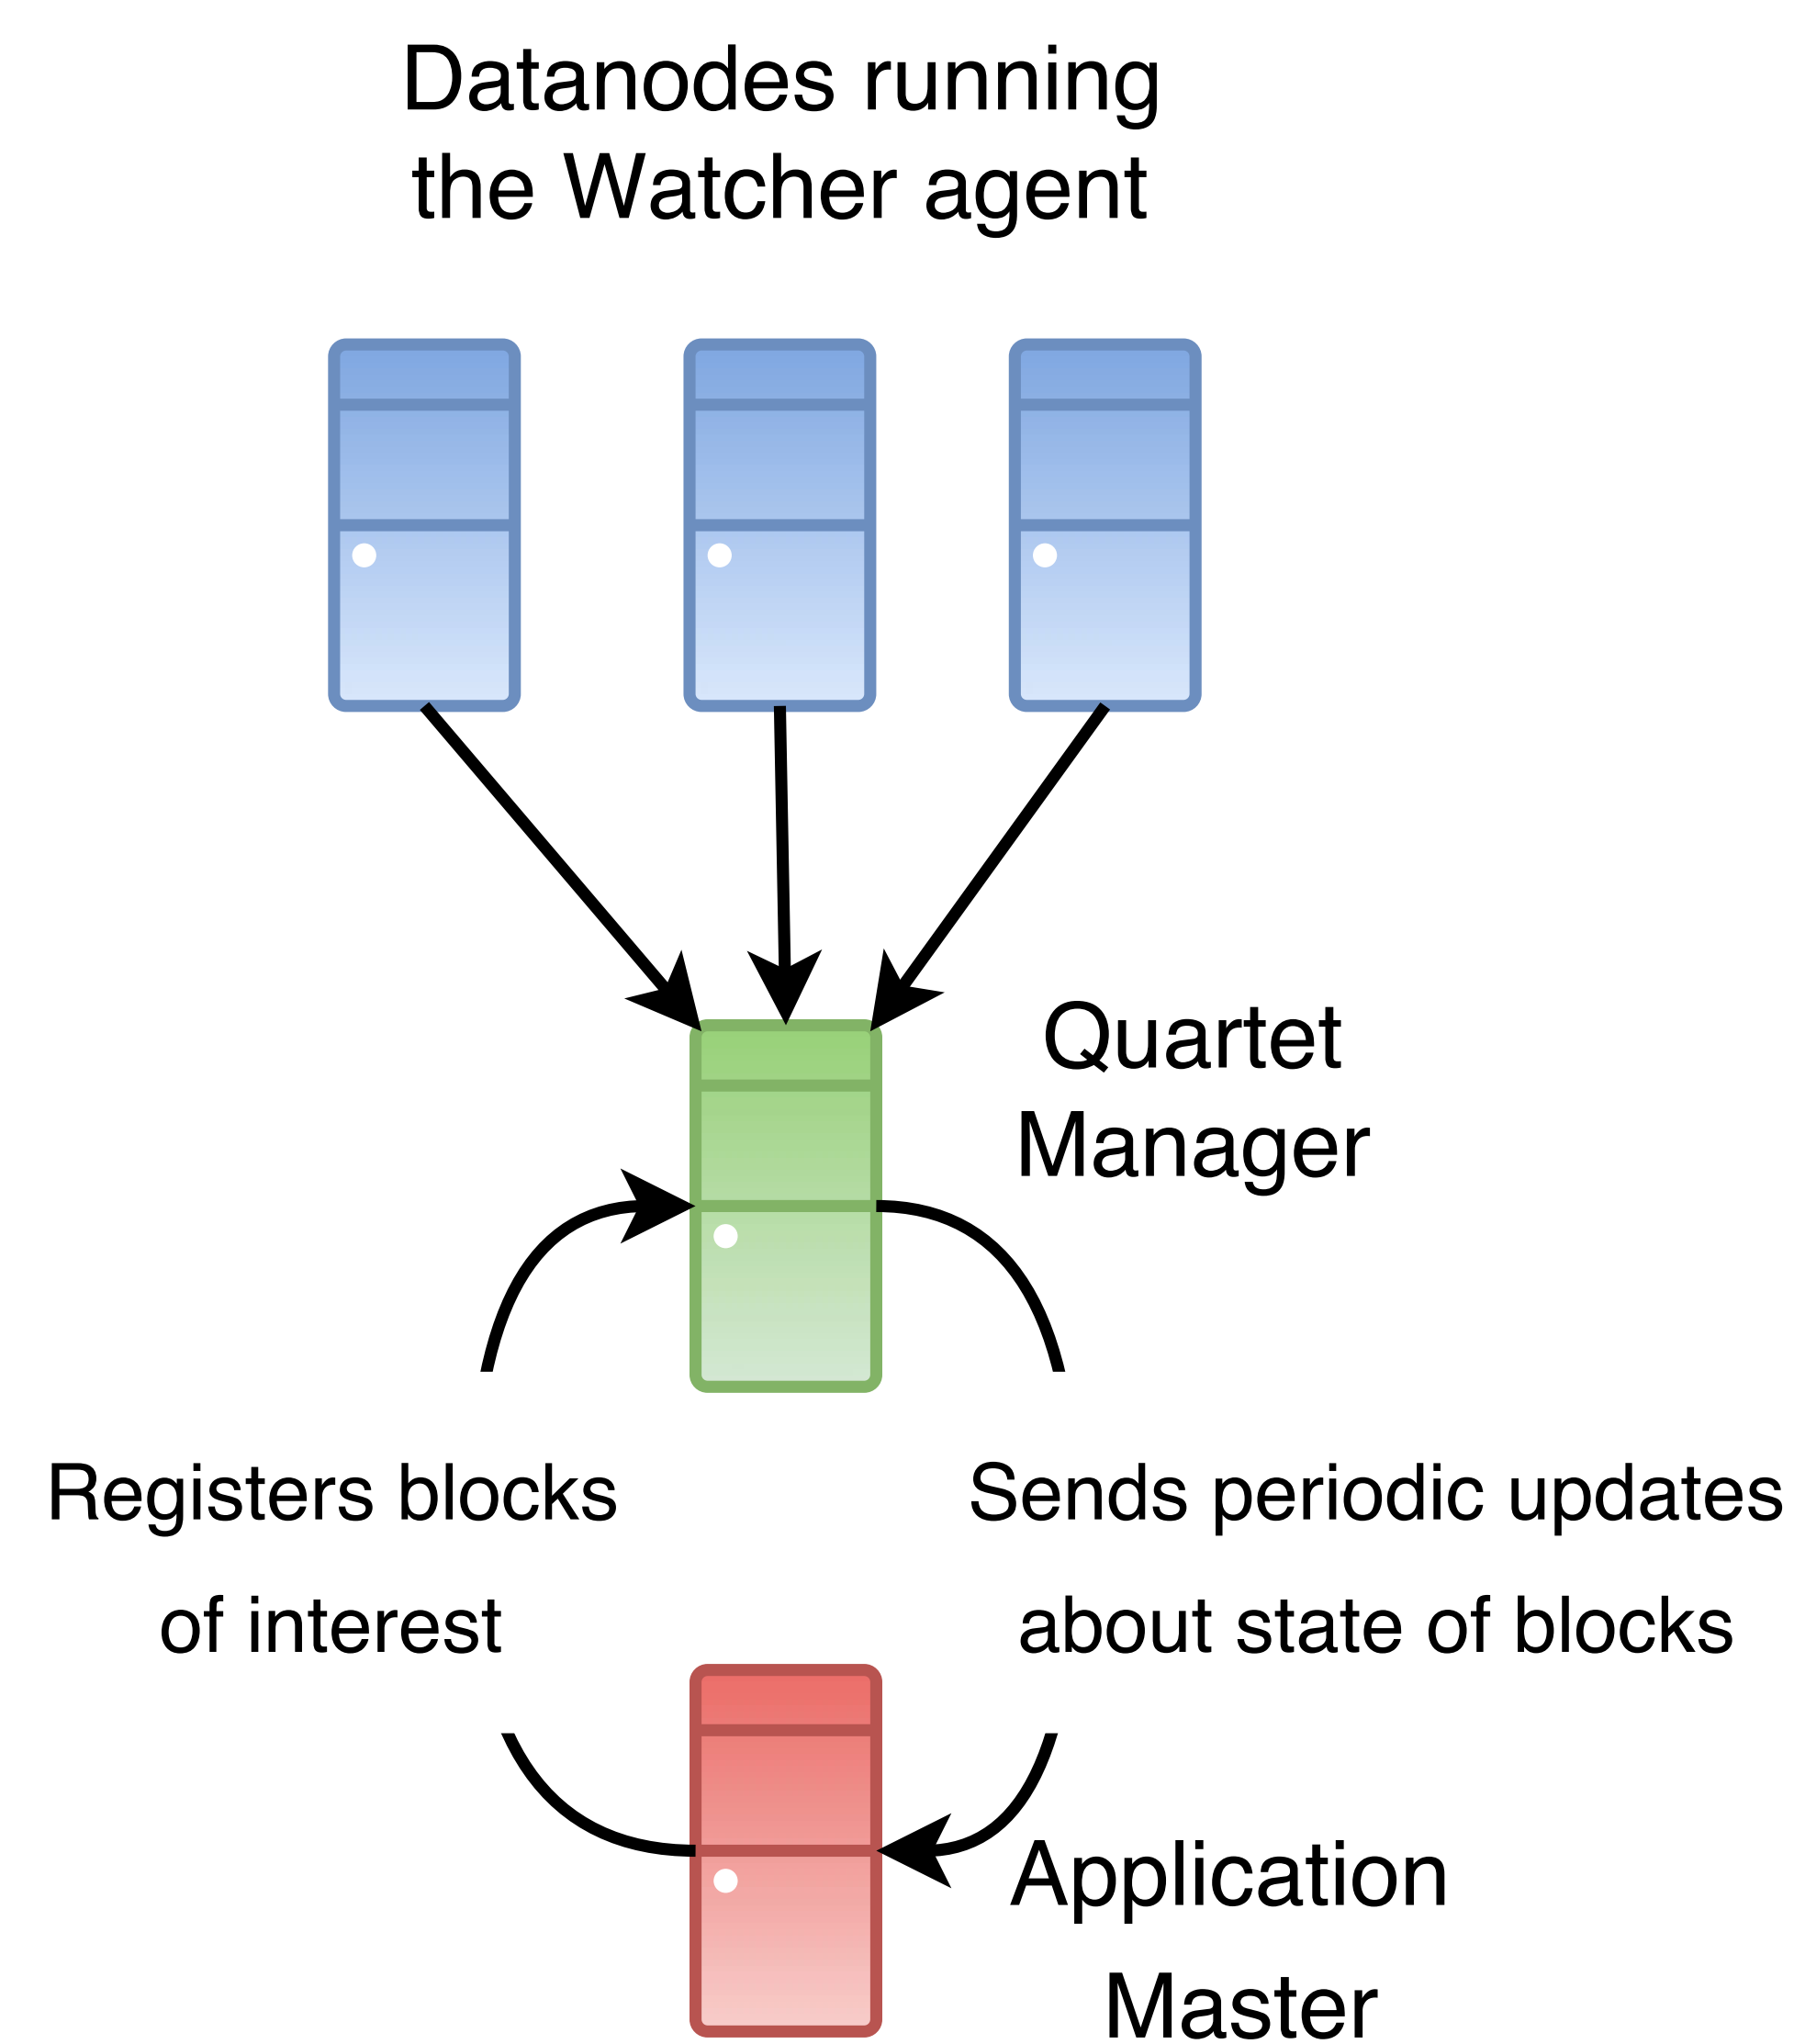 Datanodes running
the Watcher agent
Quartet
Manager
Registers blocks
of interest
Sends periodic updates
about state of blocks
Application
Master